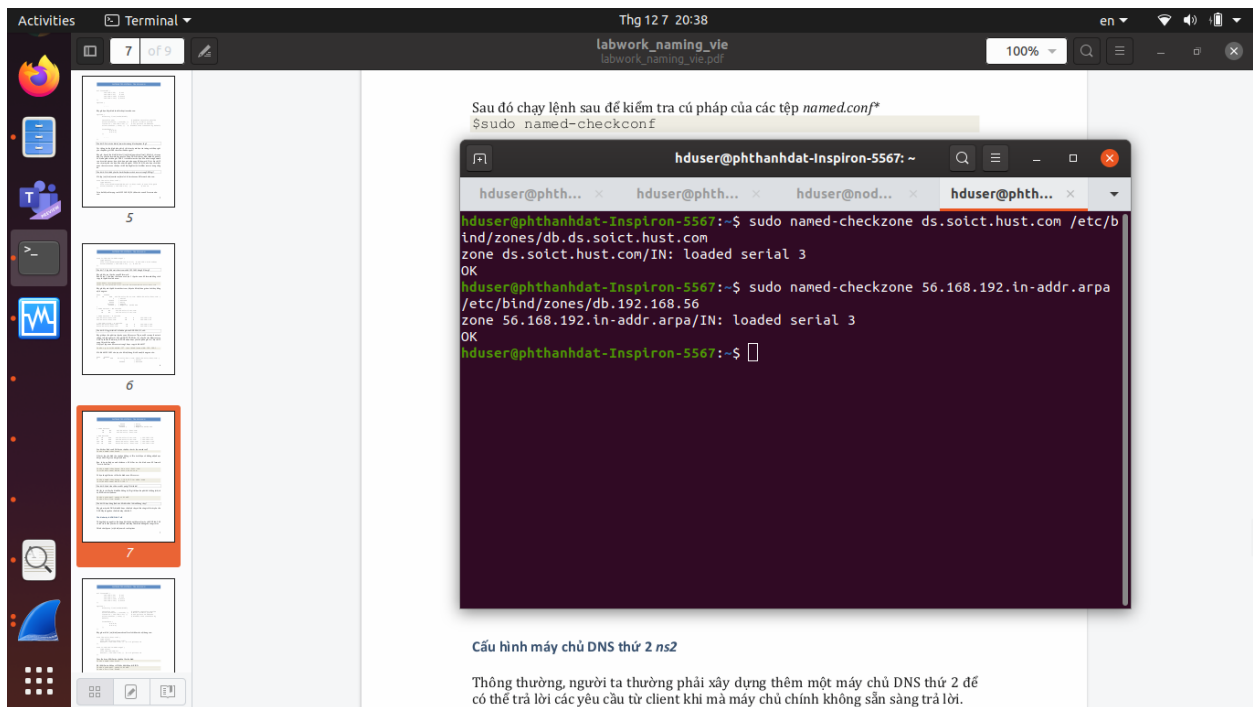 Activities
Terminal
Thg 12 7 20:38
en
7
of 9
labwork_naming_vie
labwork_naming_vie.pdf
100%
5
6
7
Sau đó chạy lệnh sau để kiểm tra cú pháp của các tệp named.conf*
$sudo named-checkconf
hduser@phthanhdat-Inspiron-5567: ~
hduser@phth...
hduser@phth...
hduser@nod...
hduser@phth...
hduser@phthanhdat-Inspiron-5567:~$ sudo named-checkzone ds.soict.hust.com /etc/b
ind/zones/db.ds.soict.hust.com
zone ds.soict.hust.com/IN: loaded serial 3
OK
hduser@phthanhdat-Inspiron-5567:~$ sudo named-checkzone 56.168.192.in-addr.arpa
/etc/bind/zones/db.192.168.56
zone 56.168.192.in-addr.arpa/IN: loaded serial 3
OK
hduser@phthanhdat-Inspiron-5567:~$
Cấu hình máy chủ DNS thứ 2 ns2
Thông thường, người ta thường phải xây dựng thêm một máy chủ DNS thứ 2 để
có thể trả lời các yêu cầu từ client khi mà máy chủ chính không sẵn sàng trả lời.